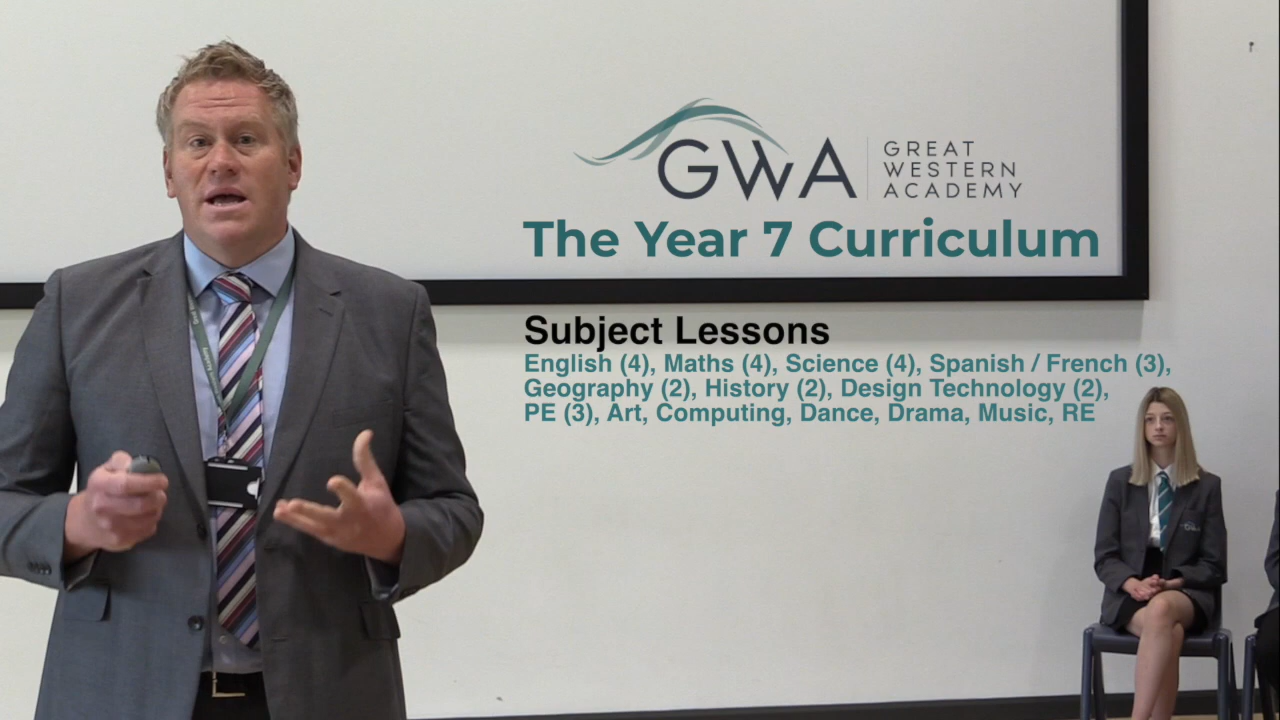 GWA
GREAT
WESTERN
ACADEMY
The Year 7 Curriculum
Subject Lessons
English (4), Maths (4), Science (4), Spanish / French (3),
Geography (2), History (2), Design Technology (2),
PE (3), Art, Computing, Dance, Drama, Music, RE